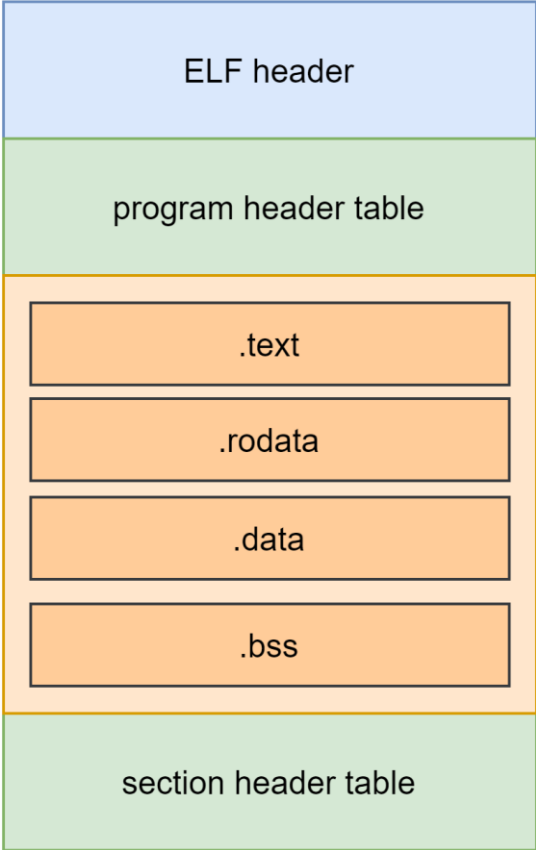 ELF header
program header table
.text
.rodata
.data
.bss
section header table